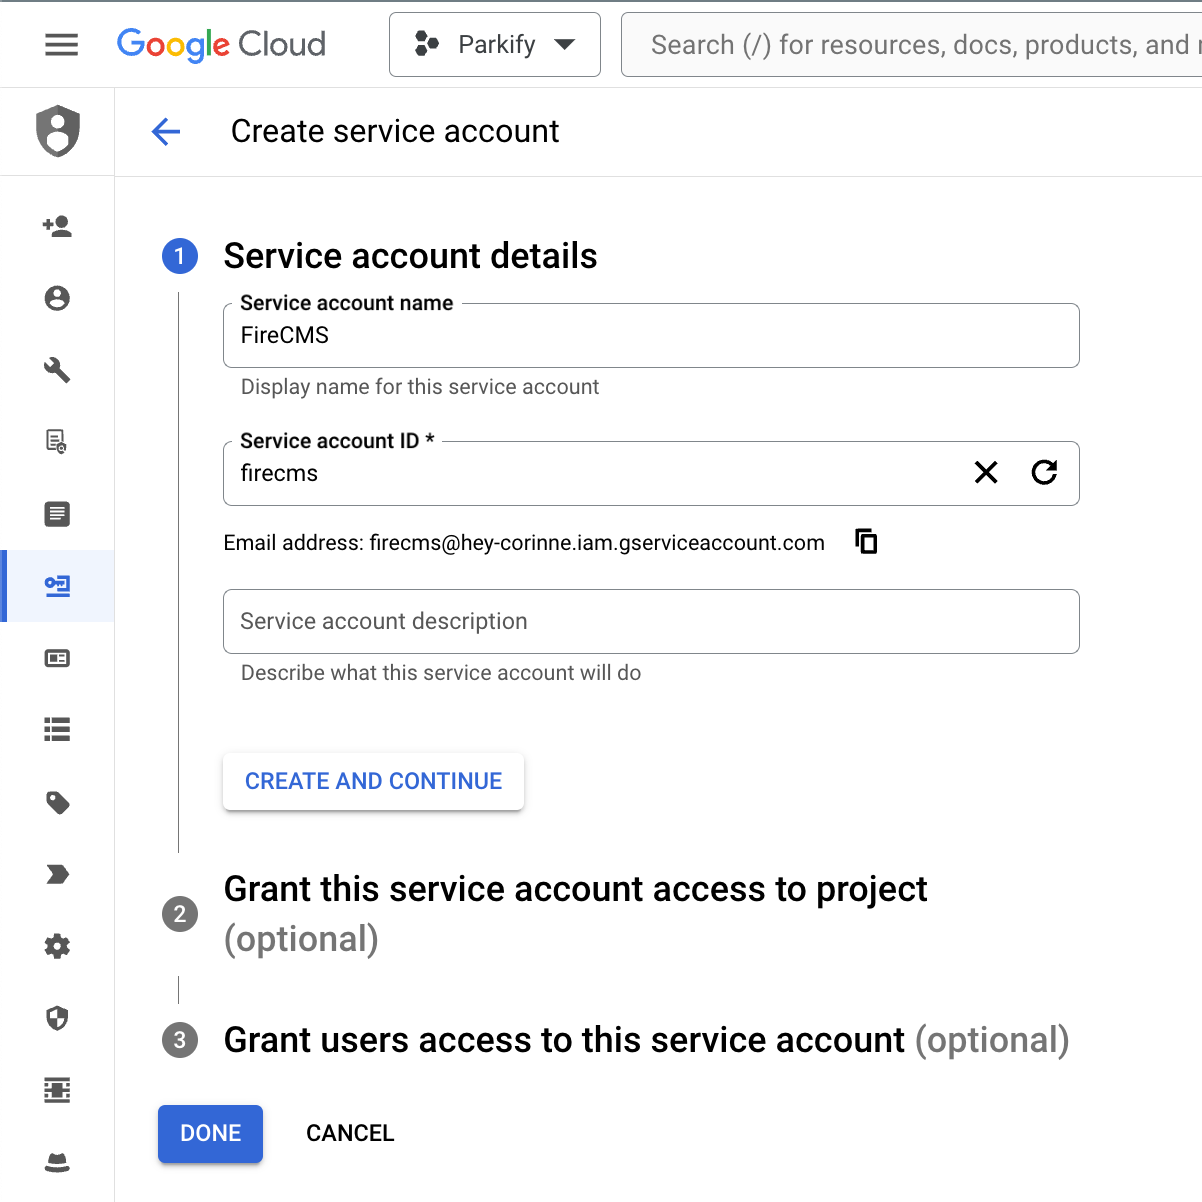 Google Cloud
Parkify
Search (/) for resources, docs, products, and
Create service account
1
Service account details
Service account name
FireCMS
Display name for this service account
Service account ID *
firecms
Email address: firecms@hey-corinne.iam.gserviceaccount.com
Service account description
Describe what this service account will do
CREATE AND CONTINUE
2
Grant this service account access to project
(optional)
3
Grant users access to this service account (optional)
DONE
CANCEL